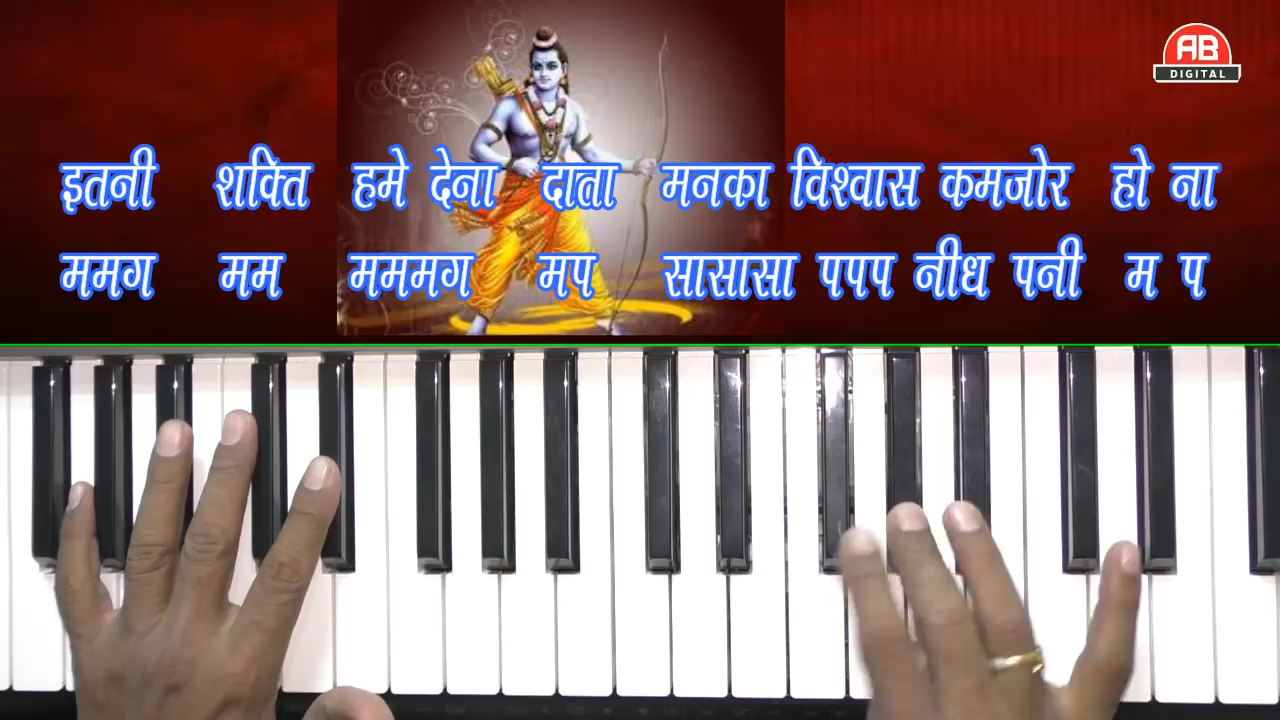 AB
DIGITAL
इतनी शक्ति हमे देना दाता मनका विश्वास कमजोर हो ना
ममग मम मममग मप सासासा पपप नीध पनी म प